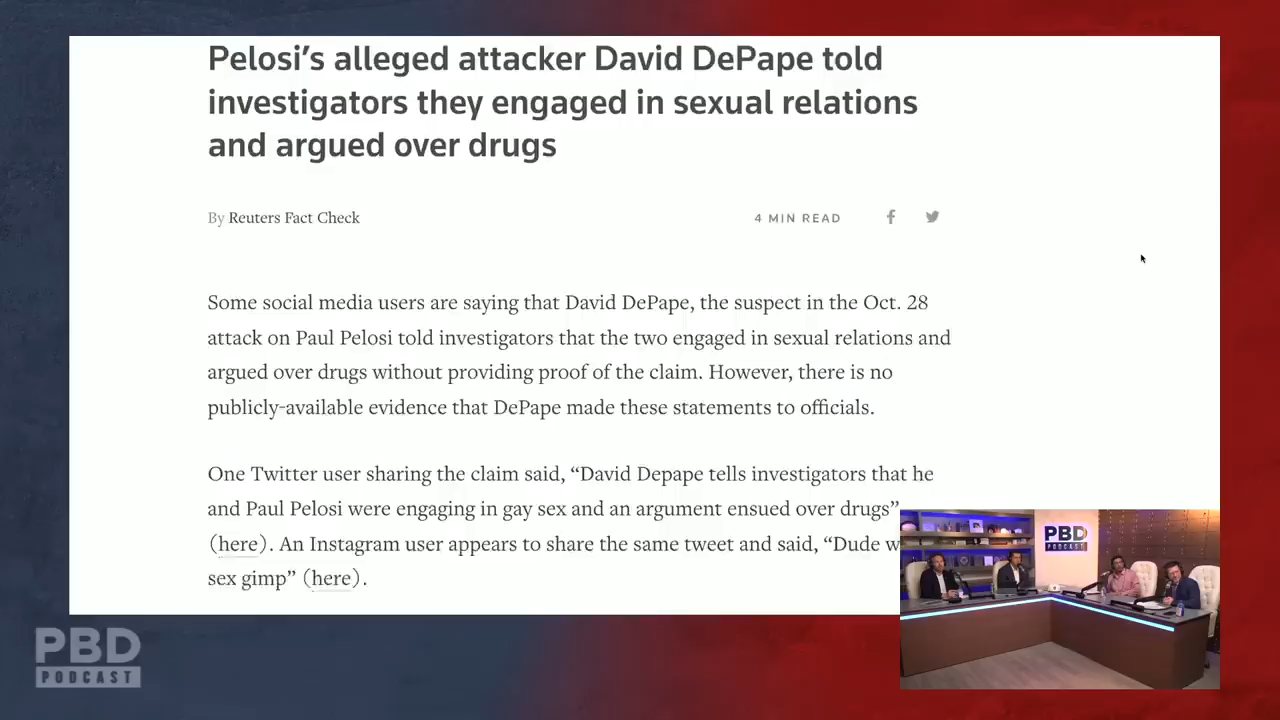 Pelosi's alleged attacker David DePape told
investigators they engaged in sexual relations
and argued over drugs
By Reuters Fact Check
4 MIN READ
Some social media users are saying that David DePape, the suspect in the Oct. 28
attack on Paul Pelosi told investigators that the two engaged in sexual relations and
argued over drugs without providing proof of the claim. However, there is no
publicly-available evidence that DePape made these statements to officials.
One Twitter user sharing the claim said, “David Depape tells investigators that he
and Paul Pelosi were engaging in gay sex and an argument ensued over drugs”
(here). An Instagram user appears to share the same tweet and said, “Dude w
sex gimp” (here).
PBD
PODCAST
PBD
PODCAST